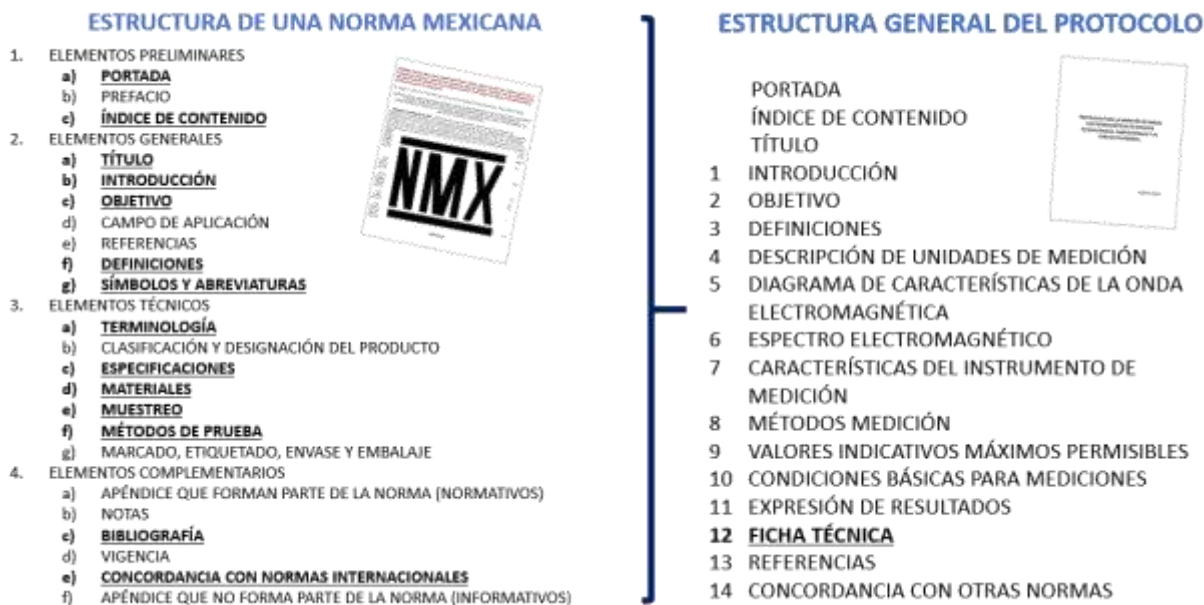 ESTRUCTURA DE UNA NORMA MEXICANA
1. ELEMENTOS PRELIMINARES
a) PORTADA
b) PREFACIO
c) ÍNDICE DE CONTENIDO
2. ELEMENTOS GENERALES
a) TÍTULO
b) INTRODUCCIÓN
c) OBJETIVO
d) CAMPO DE APLICACIÓN
e) REFERENCIAS
f) DEFINICIONES
g) SÍMBOLOS Y ABREVIATURAS
3. ELEMENTOS TÉCNICOS
a) TERMINOLOGÍA
b) CLASIFICACIÓN Y DESIGNACIÓN DEL PRODUCTO
c) ESPECIFICACIONES
d) MATERIALES
e) MUESTREO
f) MÉTODOS DE PRUEBA
g) MARCADO, ETIQUETADO, ENVASE Y EMBALAJE
4. ELEMENTOS COMPLEMENTARIOS
a) APÉNDICE QUE FORMAN PARTE DE LA NORMA (NORMATIVOS)
b) NOTAS
c) BIBLIOGRAFÍA
d) VIGENCIA
e) CONCORDANCIA CON NORMAS INTERNACIONALES
f) APÉNDICE QUE NO FORMA PARTE DE LA NORMA (INFORMATIVOS)
NMX
ESTRUCTURA GENERAL DEL PROTOCOLO
PORTADA
ÍNDICE DE CONTENIDO
TÍTULO
1 INTRODUCCIÓN
2 OBJETIVO
3 DEFINICIONES
4 DESCRIPCIÓN DE UNIDADES DE MEDICIÓN
5 DIAGRAMA DE CARACTERÍSTICAS DE LA ONDA
ELECTROMAGNÉTICA
6 ESPECTRO ELECTROMAGNÉTICO
7 CARACTERÍSTICAS DEL INSTRUMENTO DE
MEDICIÓN
8 MÉTODOS MEDICIÓN
9 VALORES INDICATIVOS MÁXIMOS PERMISIBLES
10 CONDICIONES BÁSICAS PARA MEDICIONES
11 EXPRESIÓN DE RESULTADOS
12 FICHA TÉCNICA
13 REFERENCIAS
14 CONCORDANCIA CON OTRAS NORMAS